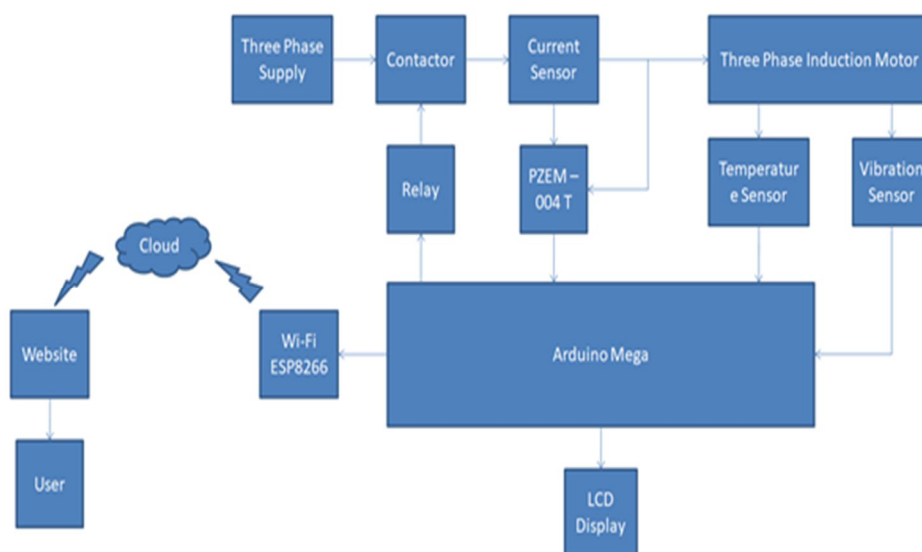 Three Phase
Supply
Contactor
Current
Sensor
Three Phase Induction Motor
Relay
PZEM –
004 T
Temperatur
e Sensor
Vibration
Sensor
Cloud
Website
Wi-Fi
ESP8266
Arduino Mega
User
LCD
Display